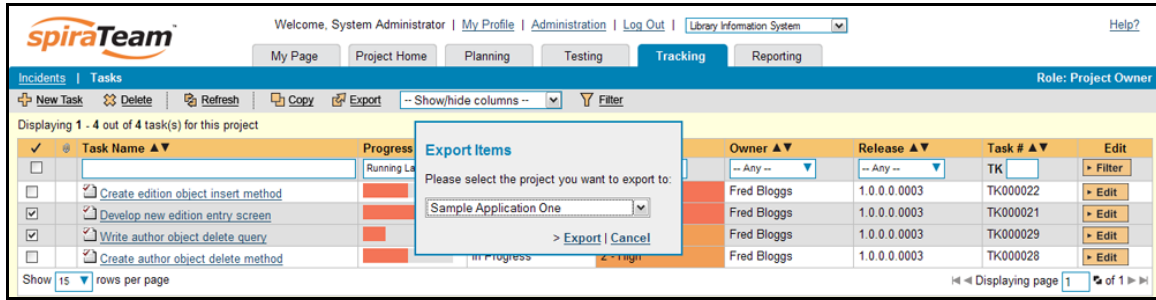 spiraTeam
Welcome, System Administrator | My Profile | Administration | Log Out | Library Information System
Help?
My Page Project Home Planning Testing Tracking Reporting
Incidents | Tasks Role: Project Owner
New Task Delete Refresh Copy Export -- Show/hide columns -- Filter
Displaying 1 - 4 out of 4 task(s) for this project
Task Name ▲▼ Progress Owner ▲▼ Release ▲▼ Task # ▲▼ Edit
Running La -- Any -- -- Any -- TK Filter
Create edition object insert method Fred Bloggs 1.0.0.0.0003 TK000022 Edit
Develop new edition entry screen Fred Bloggs 1.0.0.0.0003 TK000021 Edit
Write author object delete query Fred Bloggs 1.0.0.0.0003 TK000029 Edit
Create author object delete method In Progress 2 - High Fred Bloggs 1.0.0.0.0003 TK000028 Edit
Export Items
Please select the project you want to export to:
Sample Application One
> Export | Cancel
Show 15 rows per page Displaying page 1 of 1